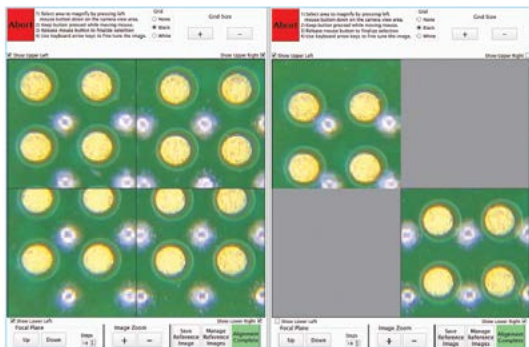 Abort
1) Select area to magnify by pressing left
mouse button down on the camera view area.
2) Keep button pressed while moving mouse.
3) Release mouse button to finalize selection
4) Use keyboard arrow keys to fine tune the image.
Grid
None
Black
White
Grid Size
+
−
Show Upper Left
Show Upper Right
Show Lower Left
Show Lower Right
Focal Plane
Up
Down
Steps
Image Zoom
+
−
Save
Reference
Image
Manage
Reference
Images
Alignment
Complete
Abort
1) Select area to magnify by pressing left
mouse button down on the camera view area.
2) Keep button pressed while moving mouse.
3) Release mouse button to finalize selection
4) Use keyboard arrow keys to fine tune the image.
Grid
None
Black
White
Grid Size
+
−
Show Upper Left
Show Upper Right
Show Lower Left
Show Lower Right
Focal Plane
Up
Down
Steps
Image Zoom
+
−
Save
Reference
Image
Manage
Reference
Images
Alignment
Complete